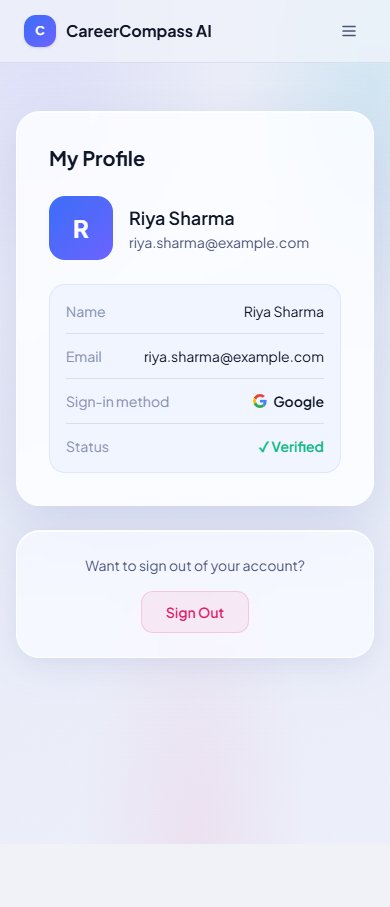 C CareerCompass AI
My Profile
R
Riya Sharma
riya.sharma@example.com
Name Riya Sharma
Email riya.sharma@example.com
Sign-in method Google
Status ✓ Verified
Want to sign out of your account?
Sign Out